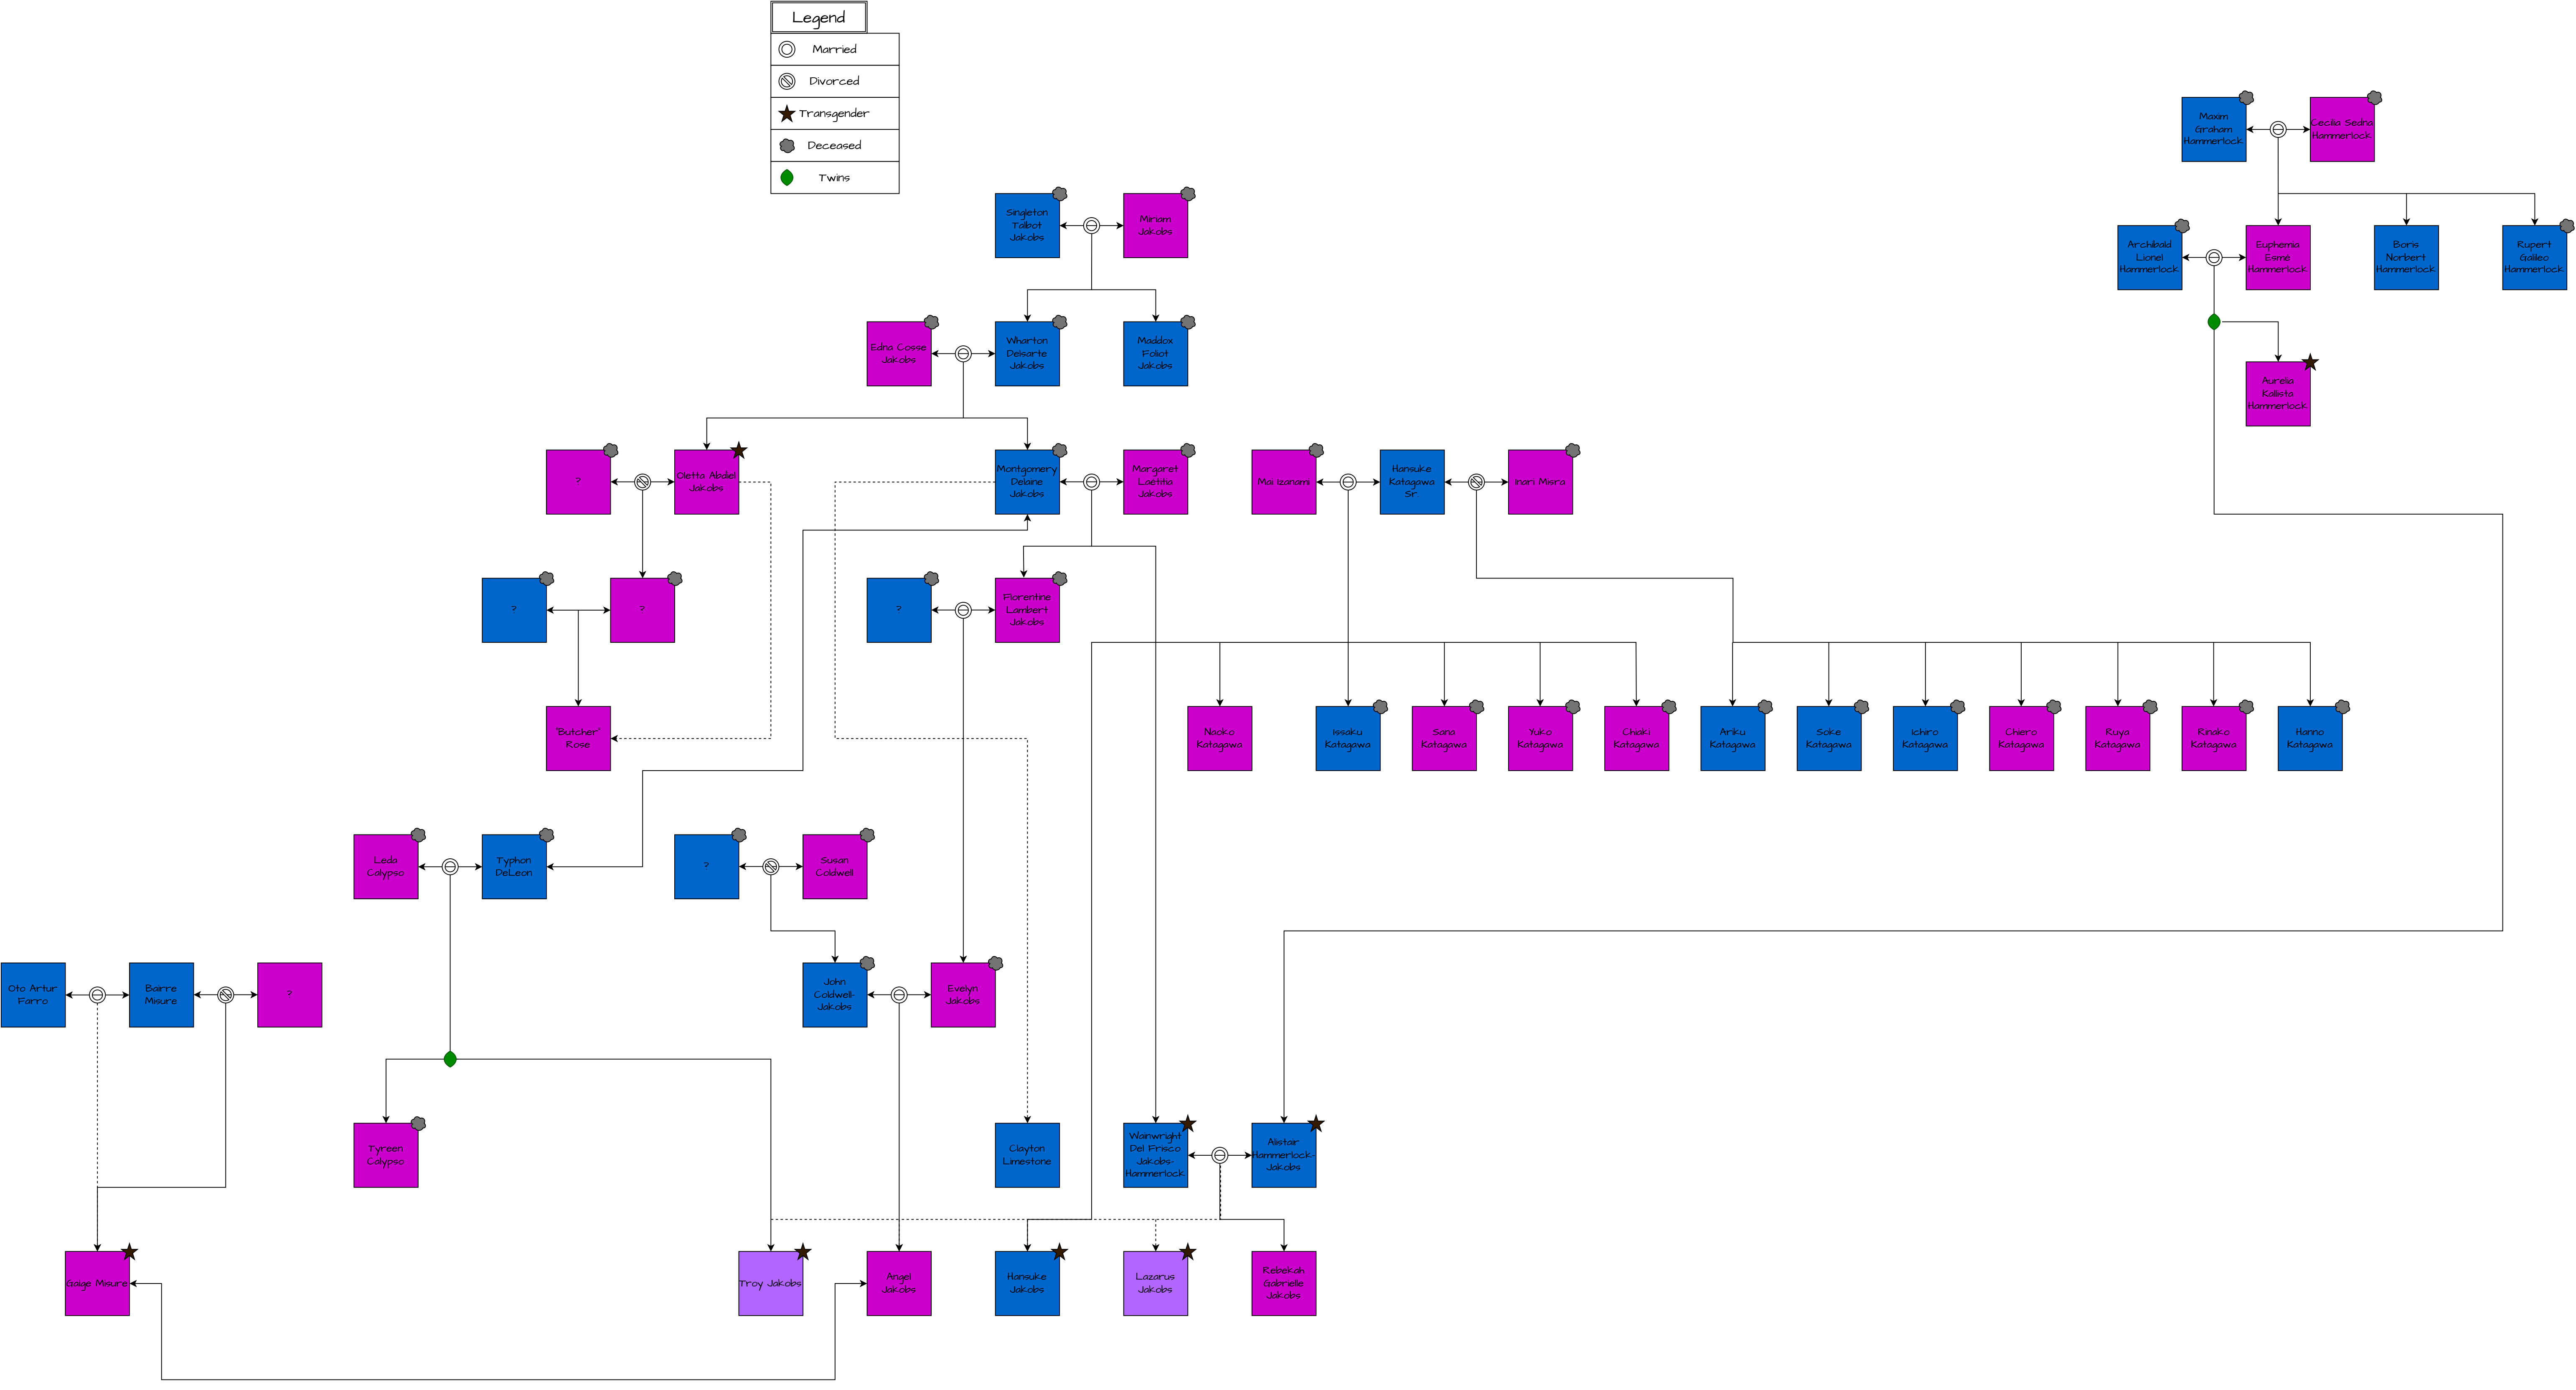 Legend
Married
Divorced
Transgender
Deceased
Twins
Maxim
Graham
Hammerlock
Cecilia Sedna
Hammerlock
Singleton
Talbot
Jakobs
Miriam
Jakobs
Archibald
Lionel
Hammerlock
Euphemia
Esmé
Hammerlock
Boris
Norbert
Hammerlock
Rupert
Galileo
Hammerlock
Edna Cosse
Jakobs
Wharton
Delsarte
Jakobs
Maddox
Foliot
Jakobs
Aurelia
Kallista
Hammerlock
?
Oletta Abdiel
Jakobs
Montgomery
Delaine
Jakobs
Margaret
Laetitia
Jakobs
Mai Izanami
Hansuke
Katagawa
Sr.
Inari Misra
?
?
?
Florentine
Lambert
Jakobs
"Butcher"
Rose
Naoko
Katagawa
Issaku
Katagawa
Sana
Katagawa
Yuko
Katagawa
Chiaki
Katagawa
Ariku
Katagawa
Soke
Katagawa
Ichiro
Katagawa
Chiero
Katagawa
Ruya
Katagawa
Rinako
Katagawa
Hanno
Katagawa
Leda
Calypso
Typhon
DeLeon
?
Susan
Coldwell
Oto Artur
Farro
Bairre
Misure
?
John
Coldwell-
Jakobs
Evelyn
Jakobs
Tyreen
Calypso
Clayton
Limestone
Wainwright
Del Frisco
Jakobs-
Hammerlock
Alistair
Hammerlock-
Jakobs
Gaige Misure
Troy Jakobs
Angel
Jakobs
Hansuke
Jakobs
Lazarus
Jakobs
Rebekah
Gabrielle
Jakobs